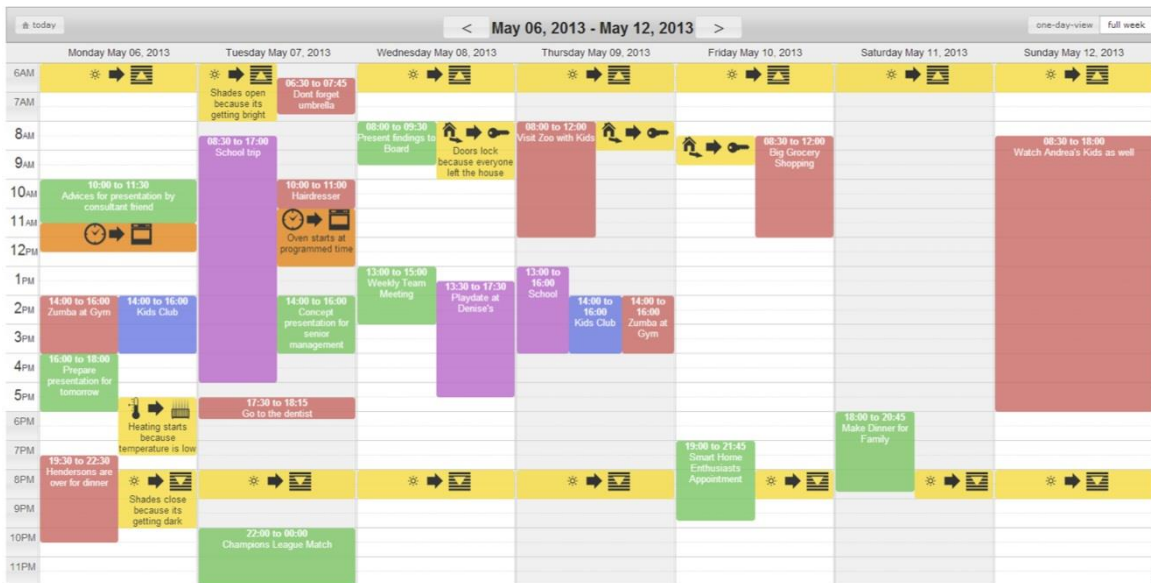 today
< May 06, 2013 - May 12, 2013 >
one-day-view full week
Monday May 06, 2013 Tuesday May 07, 2013 Wednesday May 08, 2013 Thursday May 09, 2013 Friday May 10, 2013 Saturday May 11, 2013 Sunday May 12, 2013
6AM
7AM
8AM
9AM
10AM
11AM
12PM
1PM
2PM
3PM
4PM
5PM
6PM
7PM
8PM
9PM
10PM
11PM
10:00 to 11:30
Advices for presentation by
consultant friend
14:00 to 16:00
Zumba at Gym
14:00 to 16:00
Kids Club
16:00 to 18:00
Prepare
presentation for
tomorrow
Heating starts
because
temperature is low
19:30 to 22:30
Hendersons are
over for dinner
Shades close
because its
getting dark
Shades open
because its
getting bright
06:30 to 07:45
Dont forget
umbrella
08:30 to 17:00
School trip
10:00 to 11:00
Hairdresser
Oven starts at
programmed time
14:00 to 16:00
Concept
presentation for
senior
management
17:30 to 18:15
Go to the dentist
22:00 to 00:00
Champions League Match
08:00 to 09:30
Present findings to
Board
Doors lock
because everyone
left the house
13:00 to 15:00
Weekly Team
Meeting
13:30 to 17:30
Playdate at
Denise's
08:00 to 12:00
Visit Zoo with Kids
13:00 to
16:00
School
14:00 to
16:00
Kids Club
14:00 to
16:00
Zumba at
Gym
08:30 to 12:00
Big Grocery
Shopping
19:00 to 21:45
Smart Home
Enthusiasts
Appointment
18:00 to 20:45
Make Dinner for
Family
08:30 to 18:00
Watch Andrea's Kids as well